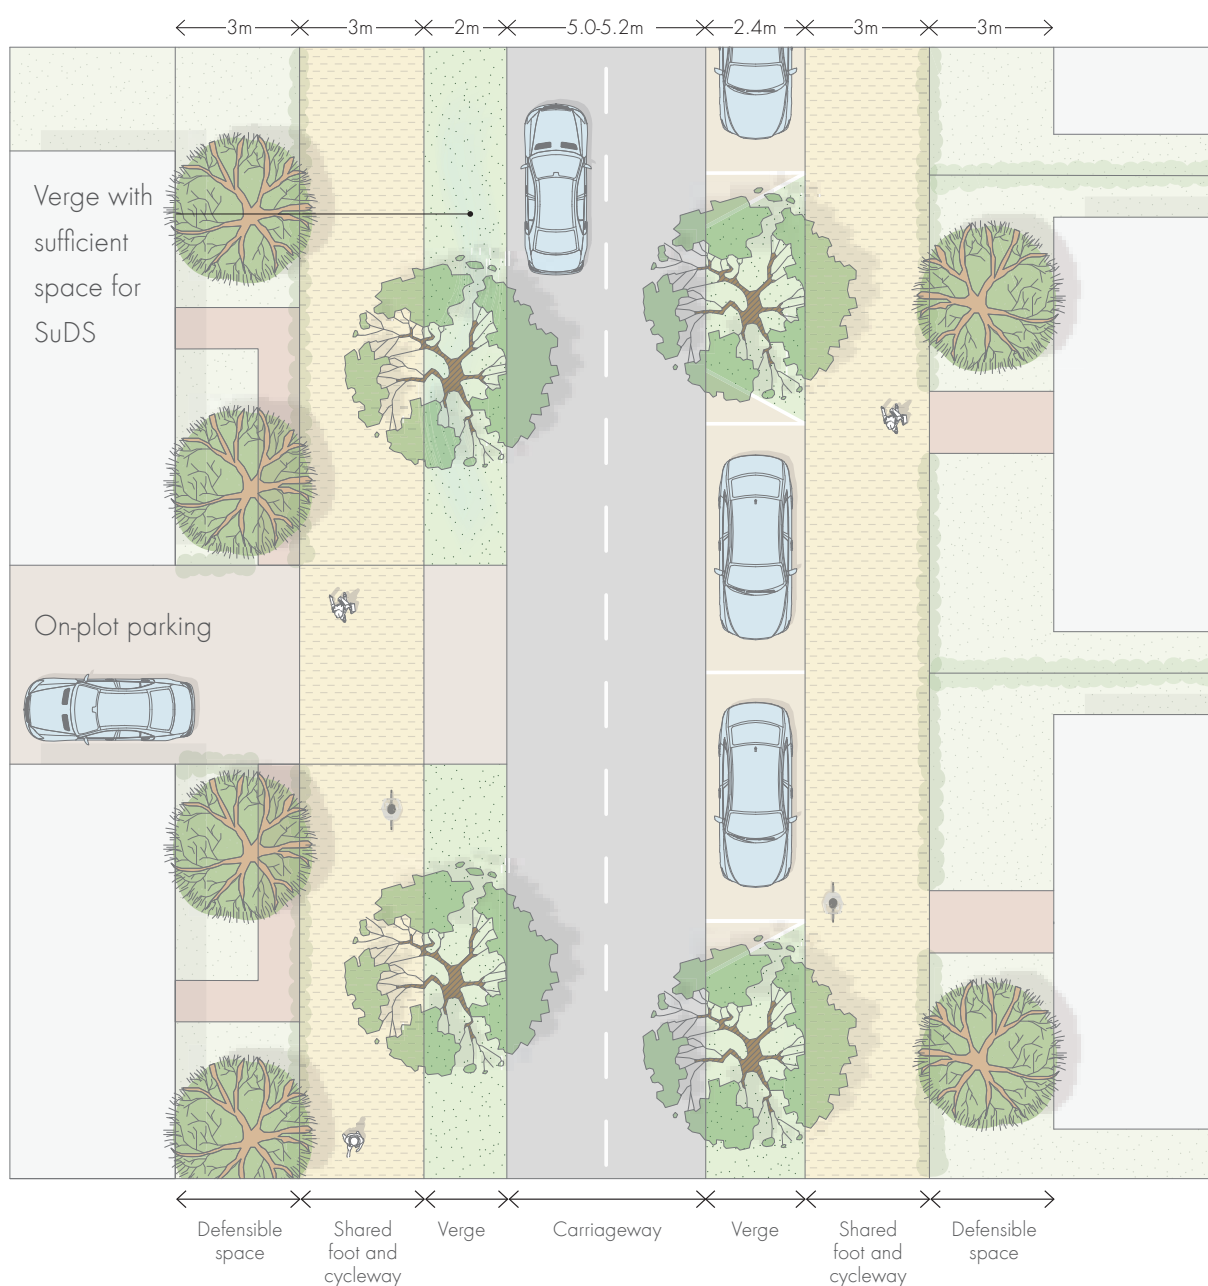 3m 3m 2m 5.0-5.2m 2.4m 3m 3m
Verge with
sufficient
space for
SuDS
On-plot parking
Defensible
space
Shared
foot and
cycleway
Verge
Carriageway
Verge
Shared
foot and
cycleway
Defensible
space